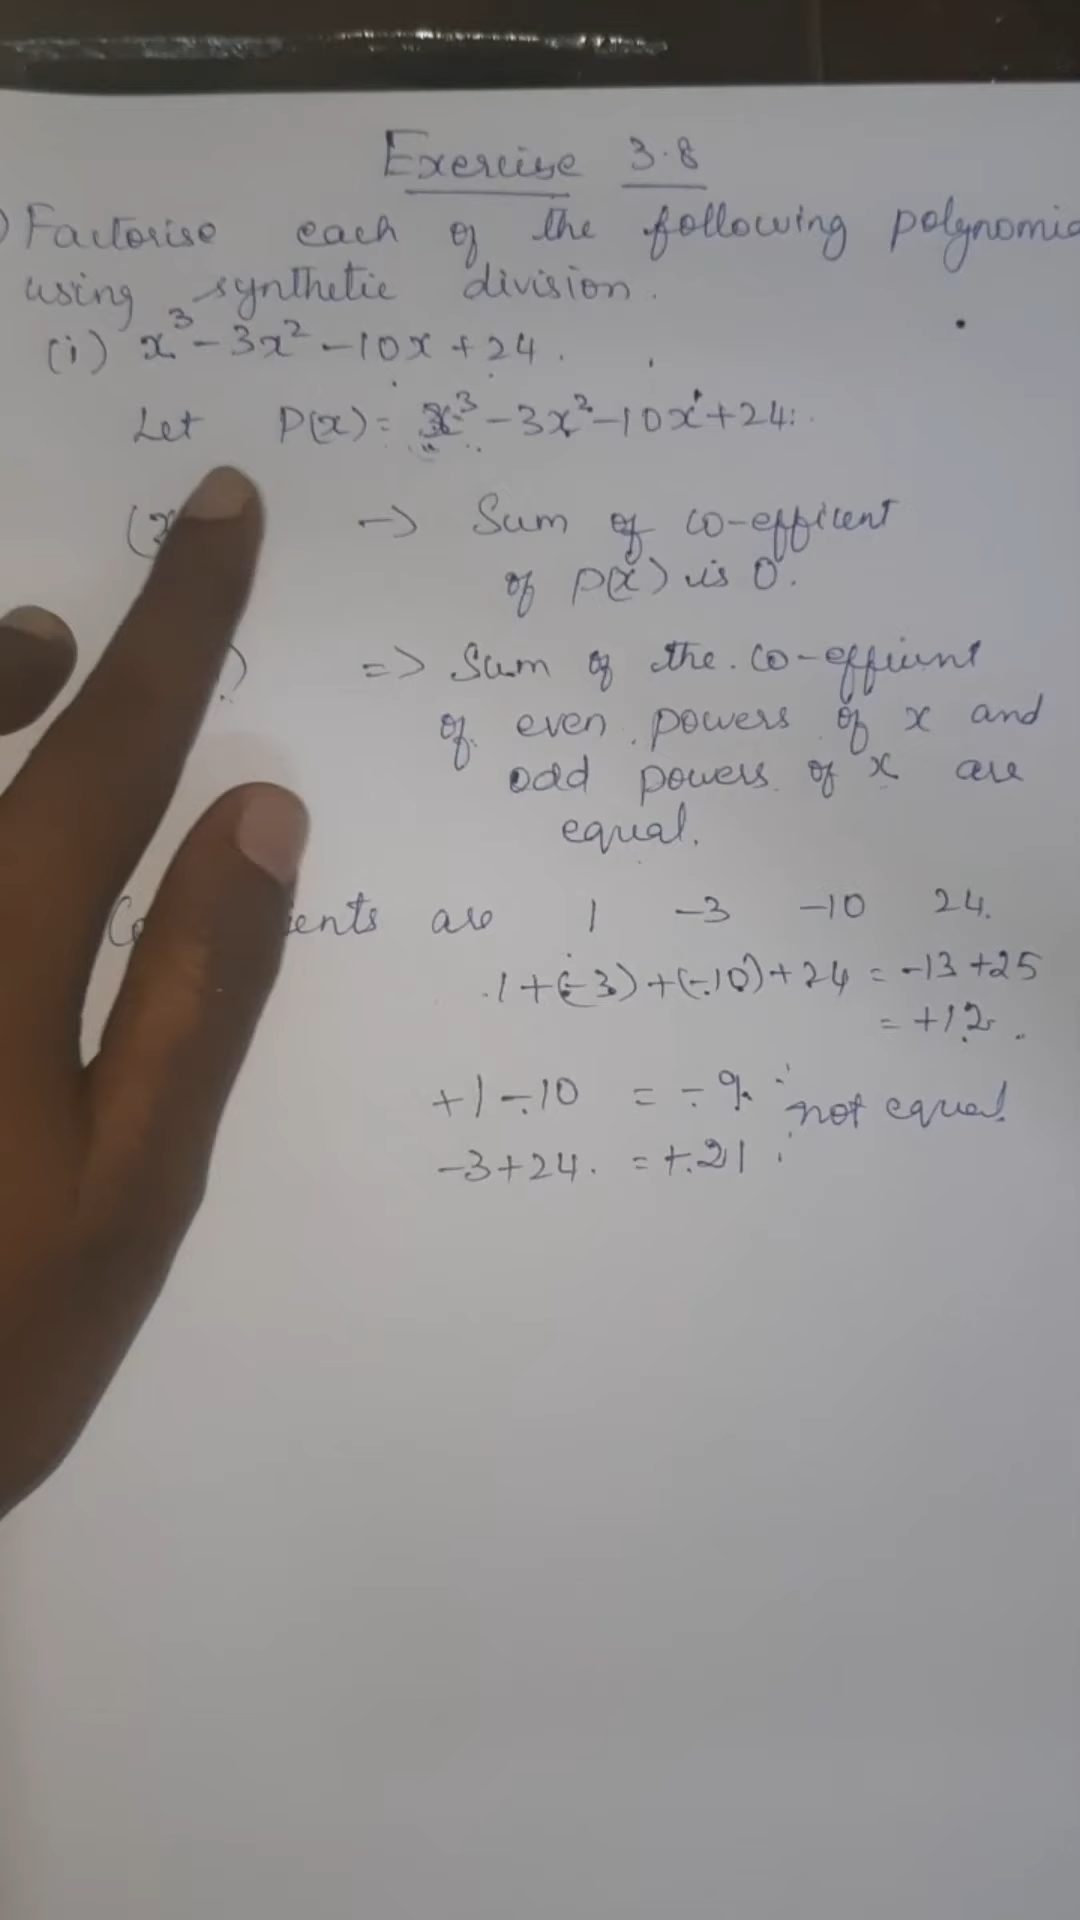 Exercise 3.8
) Factorise each of the following polynomia
using synthetic division.
(i) x³ - 3x² - 10x + 24.
Let P(x) = x³ - 3x² - 10x + 24.
(x → Sum of co-efficent
of P(x) is 0.
) => Sum of the co-effient
of even powers of x and
odd powers of x are
equal.
Co ents are 1 -3 -10 24.
1+(-3)+(-10)+24 = -13+25
= +12.
+1-10 = -9
not equal
-3+24. = +21